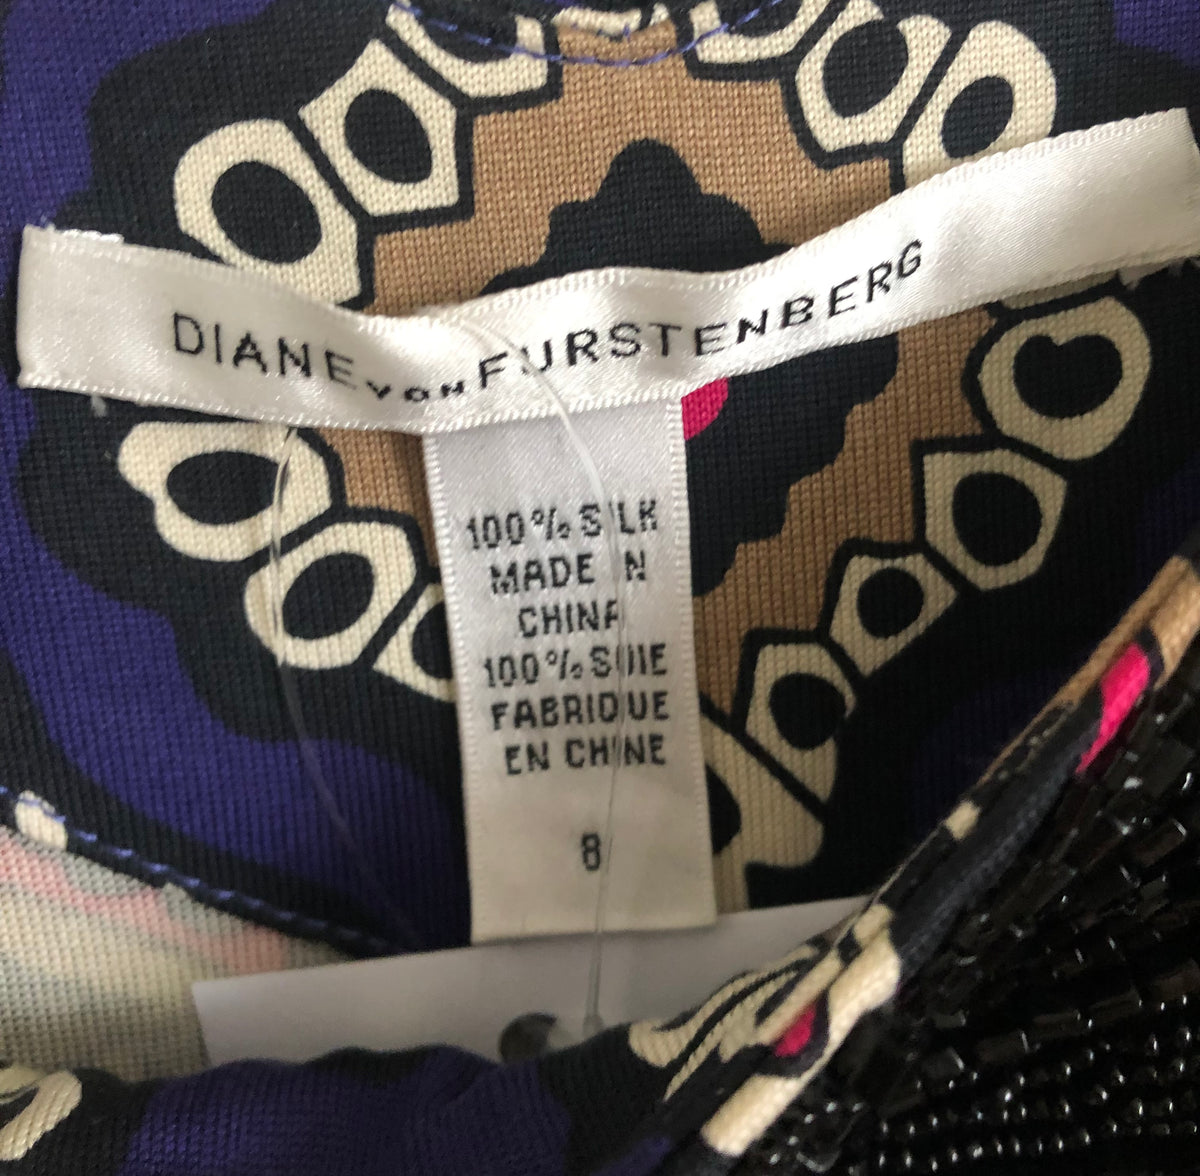 DIANE VON FURSTENBERG
100% SILK
MADE IN
CHINA
100% SOIE
FABRIQUE
EN CHINE
8